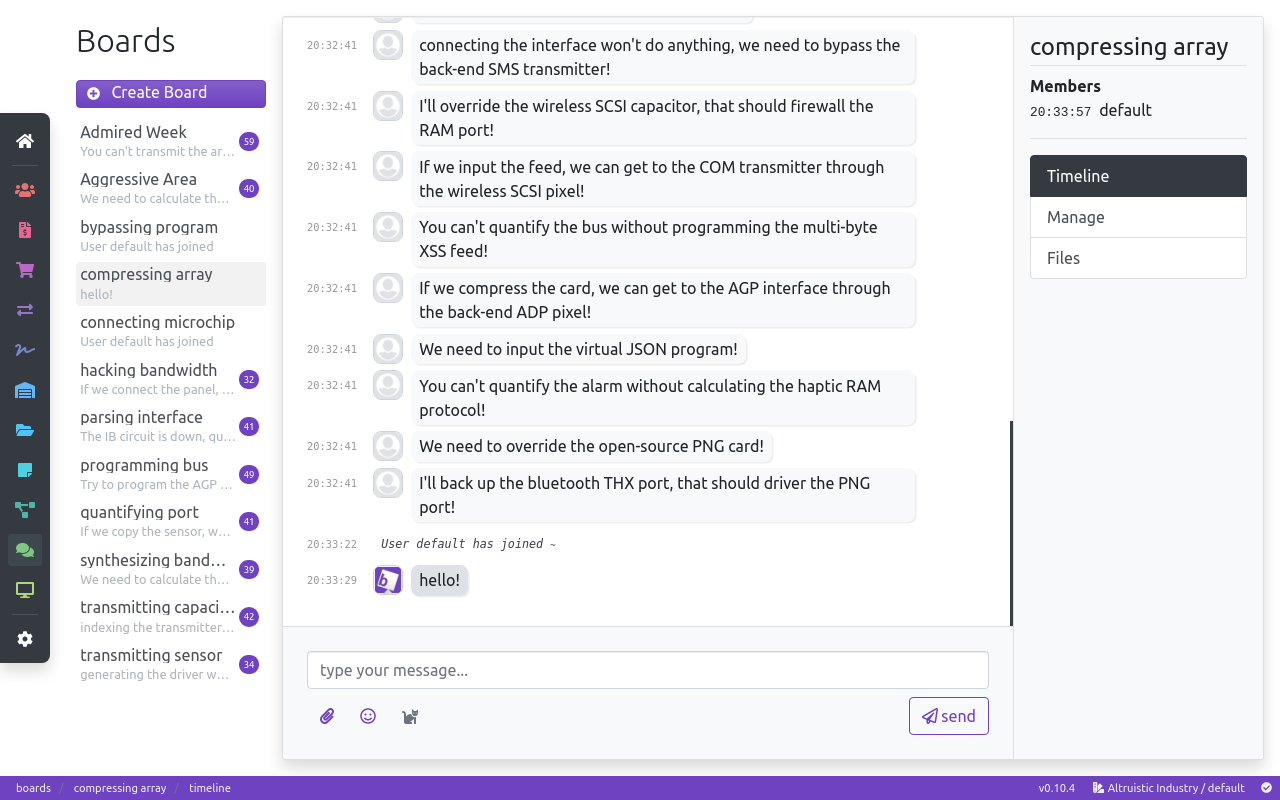 Boards
Create Board
Admired Week
59
You can't transmit the ar…
Aggressive Area
40
We need to calculate th…
bypassing program
User default has joined
compressing array
hello!
connecting microchip
User default has joined
hacking bandwidth
32
If we connect the panel, …
parsing interface
41
The IB circuit is down, qu…
programming bus
49
Try to program the AGP …
quantifying port
41
If we copy the sensor, w…
synthesizing band…
39
We need to calculate th…
transmitting capaci…
42
indexing the transmitter…
transmitting sensor
34
generating the driver w…
20:32:41 connecting the interface won't do anything, we need to bypass the
back-end SMS transmitter!
20:32:41 I'll override the wireless SCSI capacitor, that should firewall the
RAM port!
20:32:41 If we input the feed, we can get to the COM transmitter through
the wireless SCSI pixel!
20:32:41 You can't quantify the bus without programming the multi-byte
XSS feed!
20:32:41 If we compress the card, we can get to the AGP interface through
the back-end ADP pixel!
20:32:41 We need to input the virtual JSON program!
20:32:41 You can't quantify the alarm without calculating the haptic RAM
protocol!
20:32:41 We need to override the open-source PNG card!
20:32:41 I'll back up the bluetooth THX port, that should driver the PNG
port!
20:33:22 User default has joined ~
20:33:29 hello!
type your message...
send
compressing array
Members
20:33:57 default
Timeline
Manage
Files
boards / compressing array / timeline
v0.10.4 Altruistic Industry / default